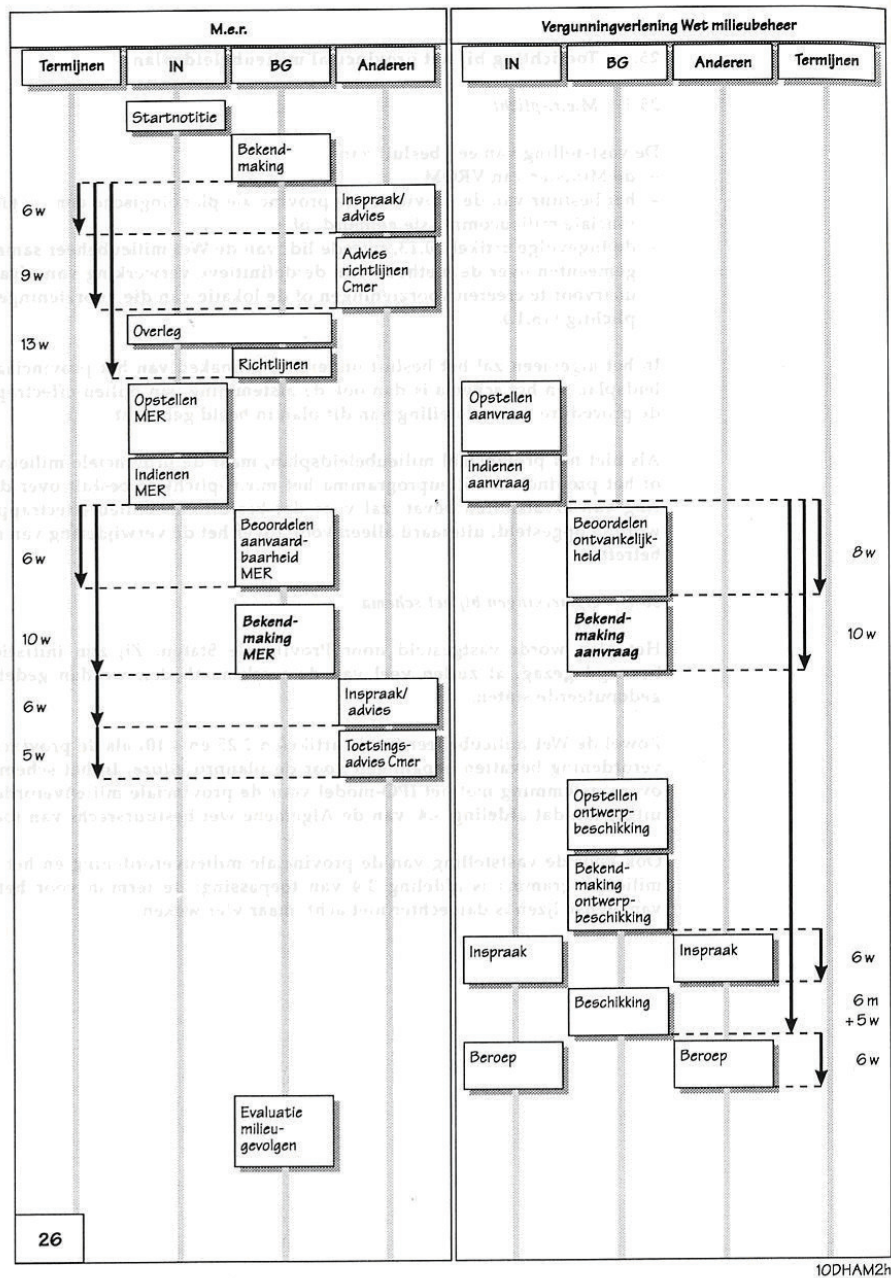 M.e.r.
Vergunningverlening Wet milieubeheer
Termijnen
IN
BG
Anderen
IN
BG
Anderen
Termijnen
Startnotitie
Bekend-
making
6 w
Inspraak/
advies
9 w
Advies
richtlijnen
Cmer
13 w
Overleg
Richtlijnen
Opstellen
MER
Indienen
MER
6 w
Beoordelen
aanvaard-
baarheid
MER
10 w
Bekend-
making
MER
6 w
Inspraak/
advies
5 w
Toetsings-
advies Cmer
Evaluatie
milieu-
gevolgen
26
Opstellen
aanvraag
Indienen
aanvraag
Beoordelen
ontvankelijk-
heid
8 w
Bekend-
making
aanvraag
10 w
Opstellen
ontwerp-
beschikking
Bekend-
making
ontwerp-
beschikking
Inspraak
Inspraak
6 w
Beschikking
6 m
+ 5 w
Beroep
Beroep
6 w
10DHAM2h